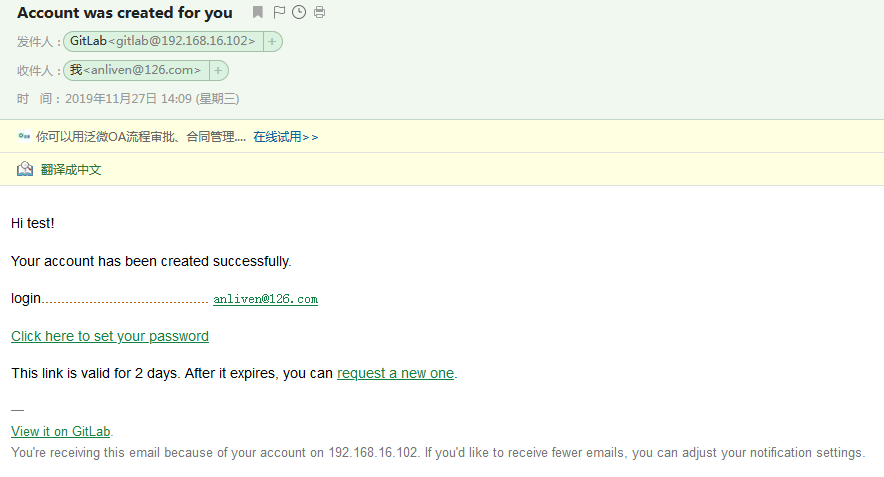 Account was created for you
发件人：GitLab<gitlab@192.168.16.102> +
收件人：我<anliven@126.com> +
时 间：2019年11月27日 14:09 (星期三)
你可以用泛微OA流程审批、合同管理.... 在线试用>>
翻译成中文
Hi test!
Your account has been created successfully.
login.......................................... anliven@126.com
Click here to set your password
This link is valid for 2 days. After it expires, you can request a new one.
—
View it on GitLab.
You're receiving this email because of your account on 192.168.16.102. If you'd like to receive fewer emails, you can adjust your notification settings.